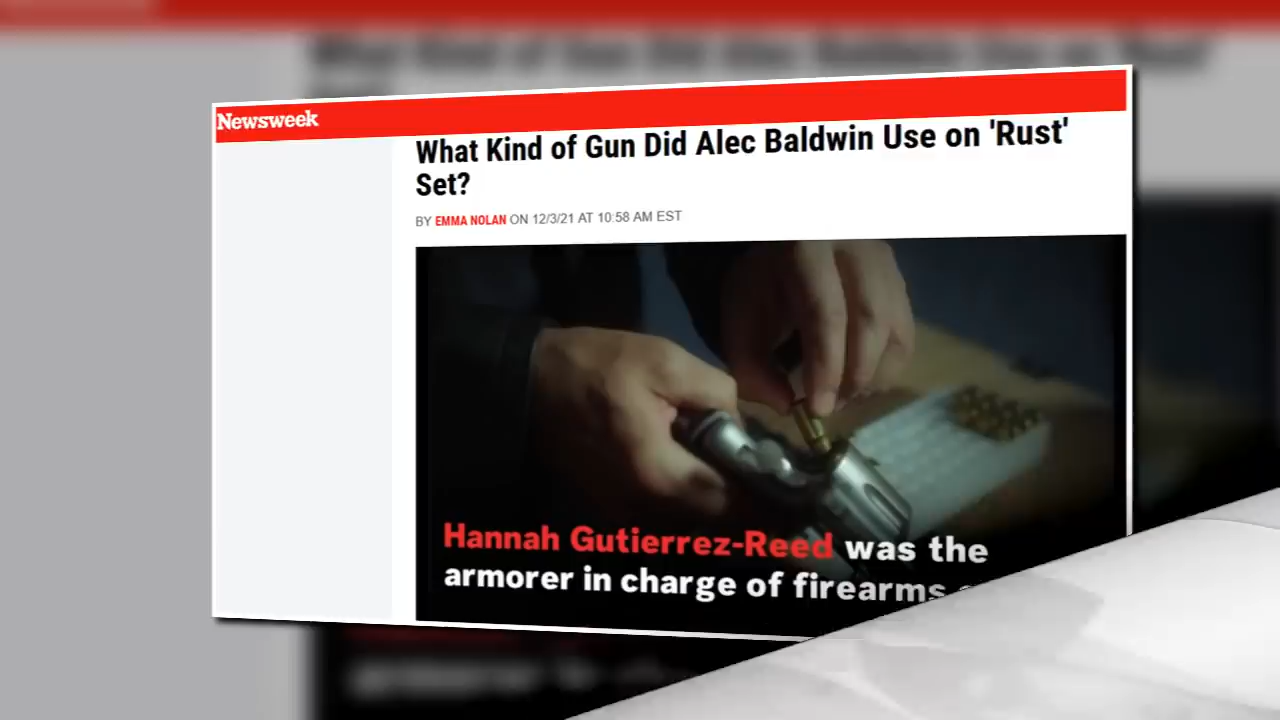 Newsweek
What Kind of Gun Did Alec Baldwin Use on 'Rust'
Set?
BY EMMA NOLAN ON 12/3/21 AT 10:58 AM EST
Hannah Gutierrez-Reed was the
armorer in charge of firearms